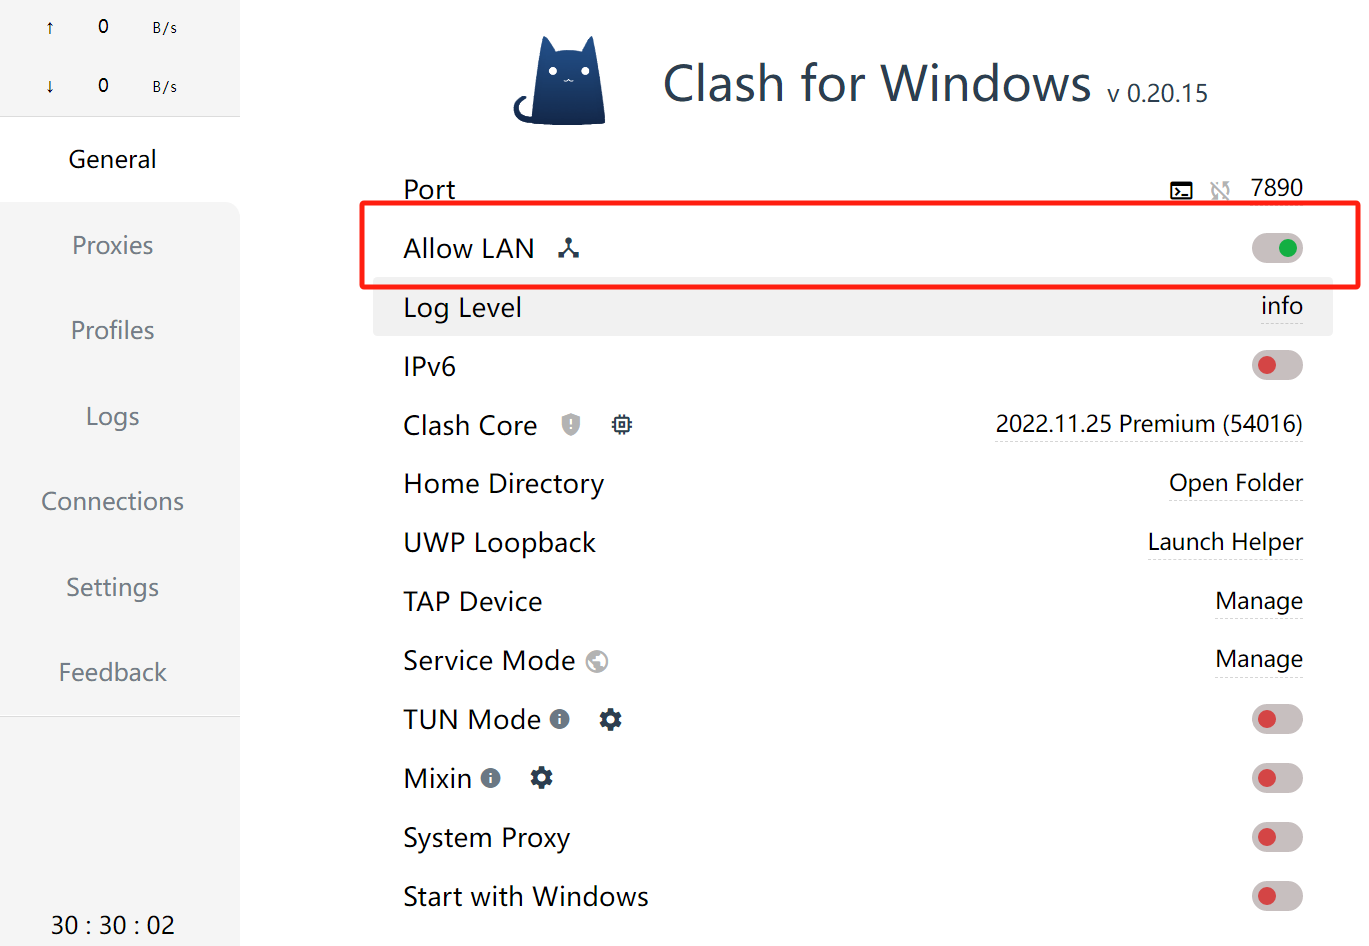 ↑ 0 B/s
↓ 0 B/s
General
Proxies
Profiles
Logs
Connections
Settings
Feedback
30 : 30 : 02
Clash for Windows v 0.20.15
Port 7890
Allow LAN
Log Level info
IPv6
Clash Core 2022.11.25 Premium (54016)
Home Directory Open Folder
UWP Loopback Launch Helper
TAP Device Manage
Service Mode Manage
TUN Mode
Mixin
System Proxy
Start with Windows